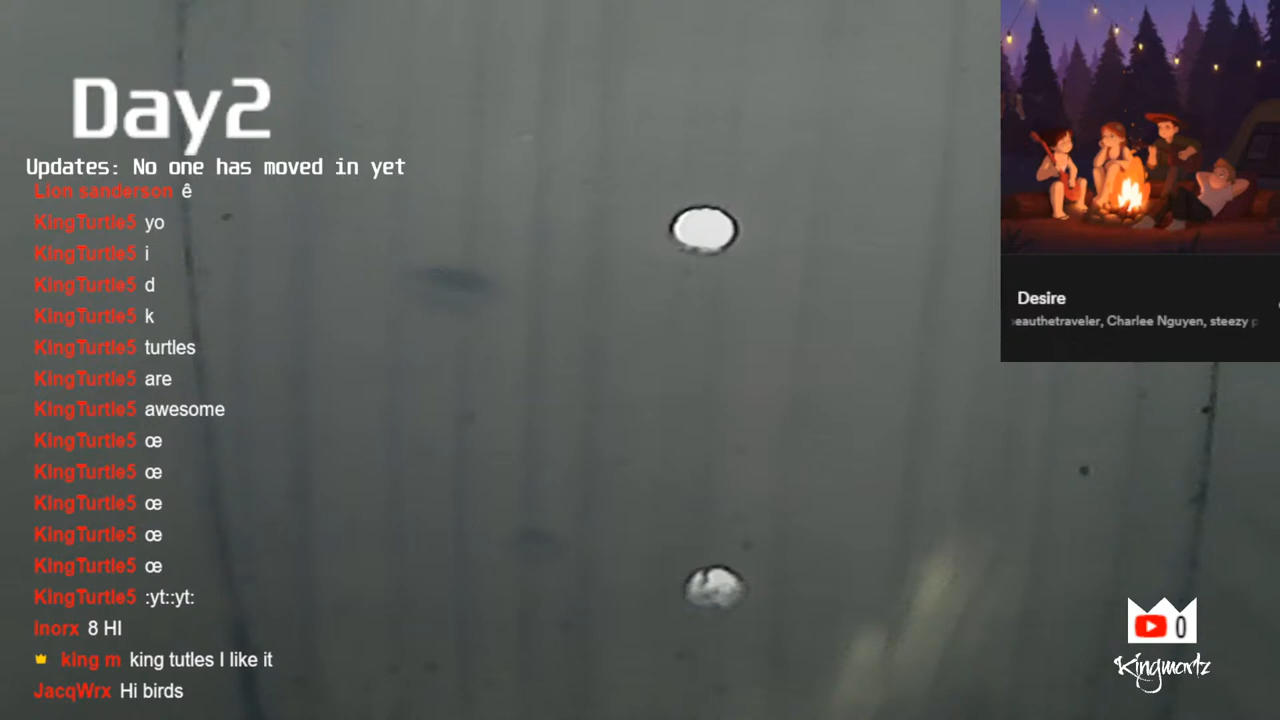 Day2
Updates: No one has moved in yet
Lion sanderson ê
KingTurtle5 yo
KingTurtle5 i
KingTurtle5 d
KingTurtle5 k
KingTurtle5 turtles
KingTurtle5 are
KingTurtle5 awesome
KingTurtle5 œ
KingTurtle5 œ
KingTurtle5 œ
KingTurtle5 œ
KingTurtle5 œ
KingTurtle5 :yt::yt:
Inorx 8 HI
king m king tutles I like it
JacqWrx Hi birds
Desire
eauthetraveler, Charlee Nguyen, steezy p
0
Kingmartz